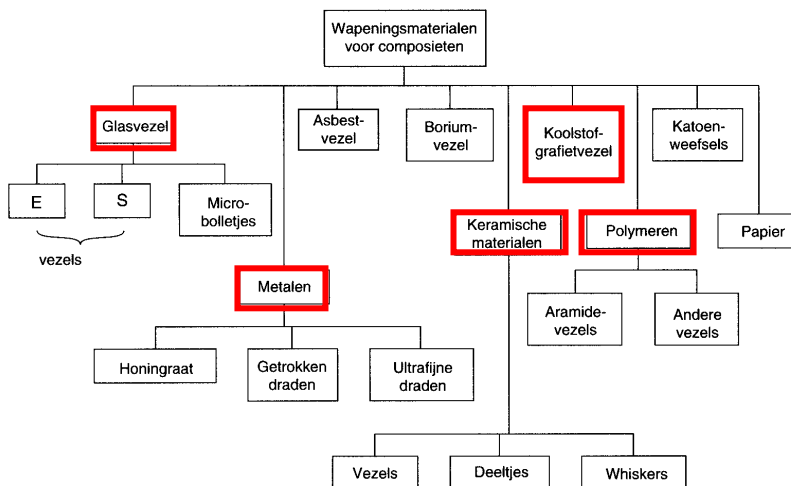 Wapeningsmaterialen
voor composieten
Glasvezel
Asbest-
vezel
Borium-
vezel
Koolstof-
grafietvezel
Katoen-
weefsels
E
S
Micro-
bolletjes
vezels
Keramische
materialen
Polymeren
Papier
Metalen
Aramide-
vezels
Andere
vezels
Honingraat
Getrokken
draden
Ultrafijne
draden
Vezels
Deeltjes
Whiskers